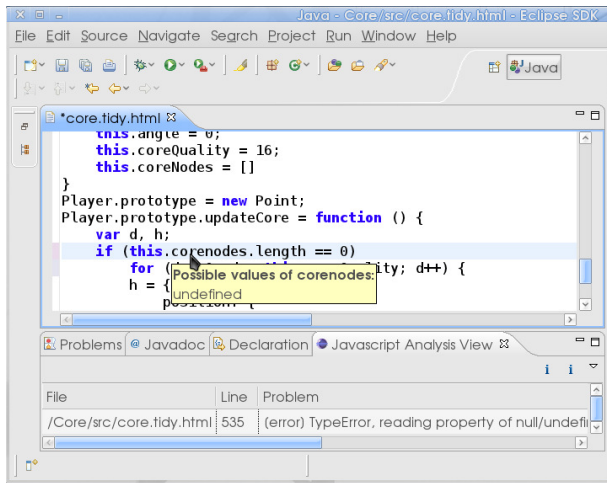 Java - Core/src/core.tidy.html - Eclipse SDK
File Edit Source Navigate Search Project Run Window Help
Java
*core.tidy.html
this.angle = 0;
this.coreQuality = 16;
this.coreNodes = []
}
Player.prototype = new Point;
Player.prototype.updateCore = function () {
var d, h;
if (this.corenodes.length == 0)
for ( ity; d++) {
Possible values of corenodes:
h = {
undefined
position: {
Problems @ Javadoc Declaration Javascript Analysis View
i i
File Line Problem
/Core/src/core.tidy.html 535 (error) TypeError, reading property of null/undefi